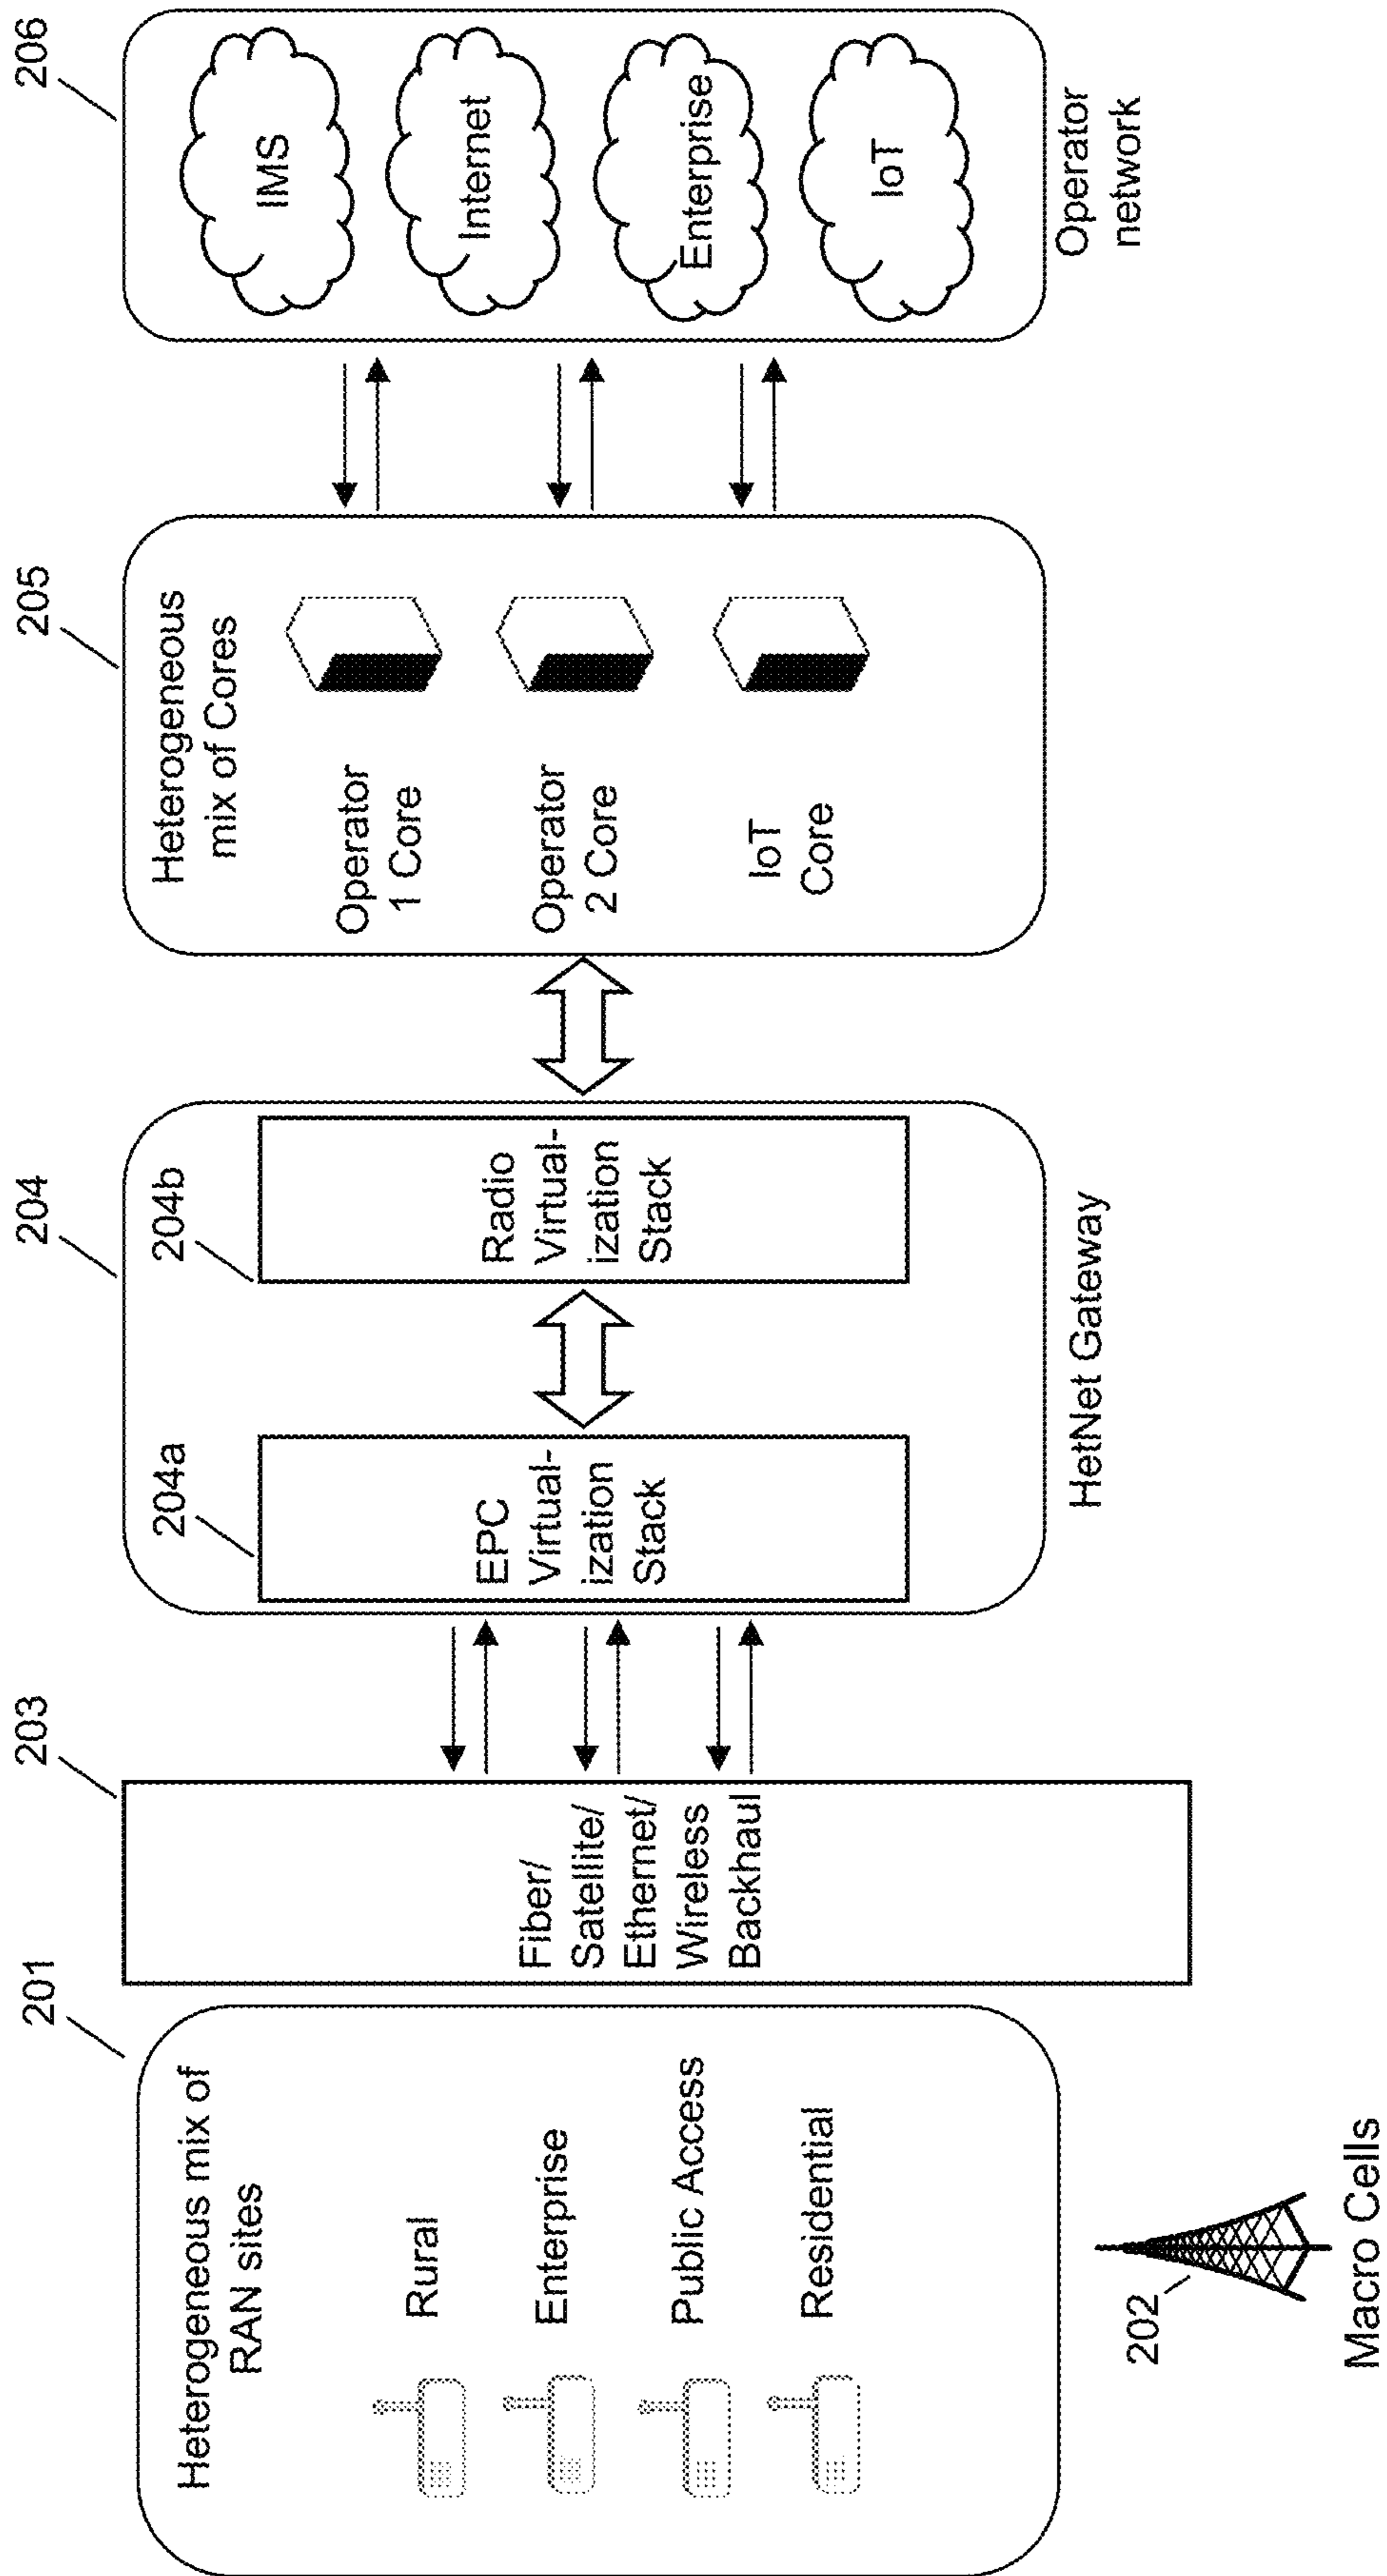 201
Heterogeneous mix of
RAN sites
Rural
Enterprise
Public Access
Residential
202
Macro Cells
203
Fiber/
Satellite/
Ethernet/
Wireless
Backhaul
204
204a
EPC
Virtual-
ization
Stack
204b
Radio
Virtual-
ization
Stack
HetNet Gateway
205
Heterogeneous
mix of Cores
Operator
1 Core
Operator
2 Core
IoT
Core
206
IMS
Internet
Enterprise
IoT
Operator
network